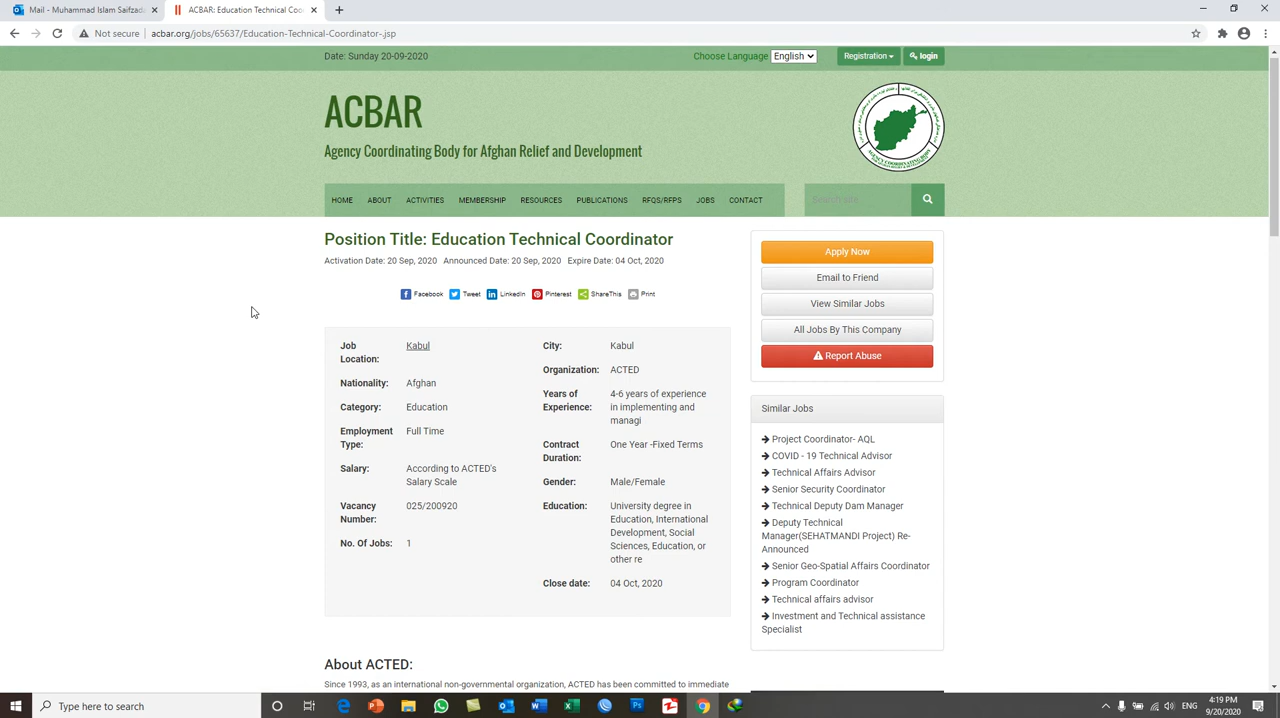 Mail - Muhammad Islam Saifzada
ACBAR: Education Technical Coo
Not secure | acbar.org/jobs/65637/Education-Technical-Coordinator-.jsp
Date: Sunday 20-09-2020
Choose Language English
Registration
login
ACBAR
Agency Coordinating Body for Afghan Relief and Development
HOME ABOUT ACTIVITIES MEMBERSHIP RESOURCES PUBLICATIONS RFQS/RFPS JOBS CONTACT
Search site
Position Title: Education Technical Coordinator
Activation Date: 20 Sep, 2020 Announced Date: 20 Sep, 2020 Expire Date: 04 Oct, 2020
Facebook Tweet LinkedIn Pinterest ShareThis Print
Job Location: Kabul
Nationality: Afghan
Category: Education
Employment Type: Full Time
Salary: According to ACTED's
Salary Scale
Vacancy Number: 025/200920
No. Of Jobs: 1
City: Kabul
Organization: ACTED
Years of Experience: 4-6 years of experience
in implementing and
managi
Contract Duration: One Year -Fixed Terms
Gender: Male/Female
Education: University degree in
Education, International
Development, Social
Sciences, Education, or
other re
Close date: 04 Oct, 2020
About ACTED:
Since 1993, as an international non-governmental organization, ACTED has been committed to immediate
Apply Now
Email to Friend
View Similar Jobs
All Jobs By This Company
Report Abuse
Similar Jobs
Project Coordinator- AQL
COVID - 19 Technical Advisor
Technical Affairs Advisor
Senior Security Coordinator
Technical Deputy Dam Manager
Deputy Technical
Manager(SEHATMANDI Project) Re-
Announced
Senior Geo-Spatial Affairs Coordinator
Program Coordinator
Technical affairs advisor
Investment and Technical assistance
Specialist
Type here to search
4:19 PM
9/20/2020